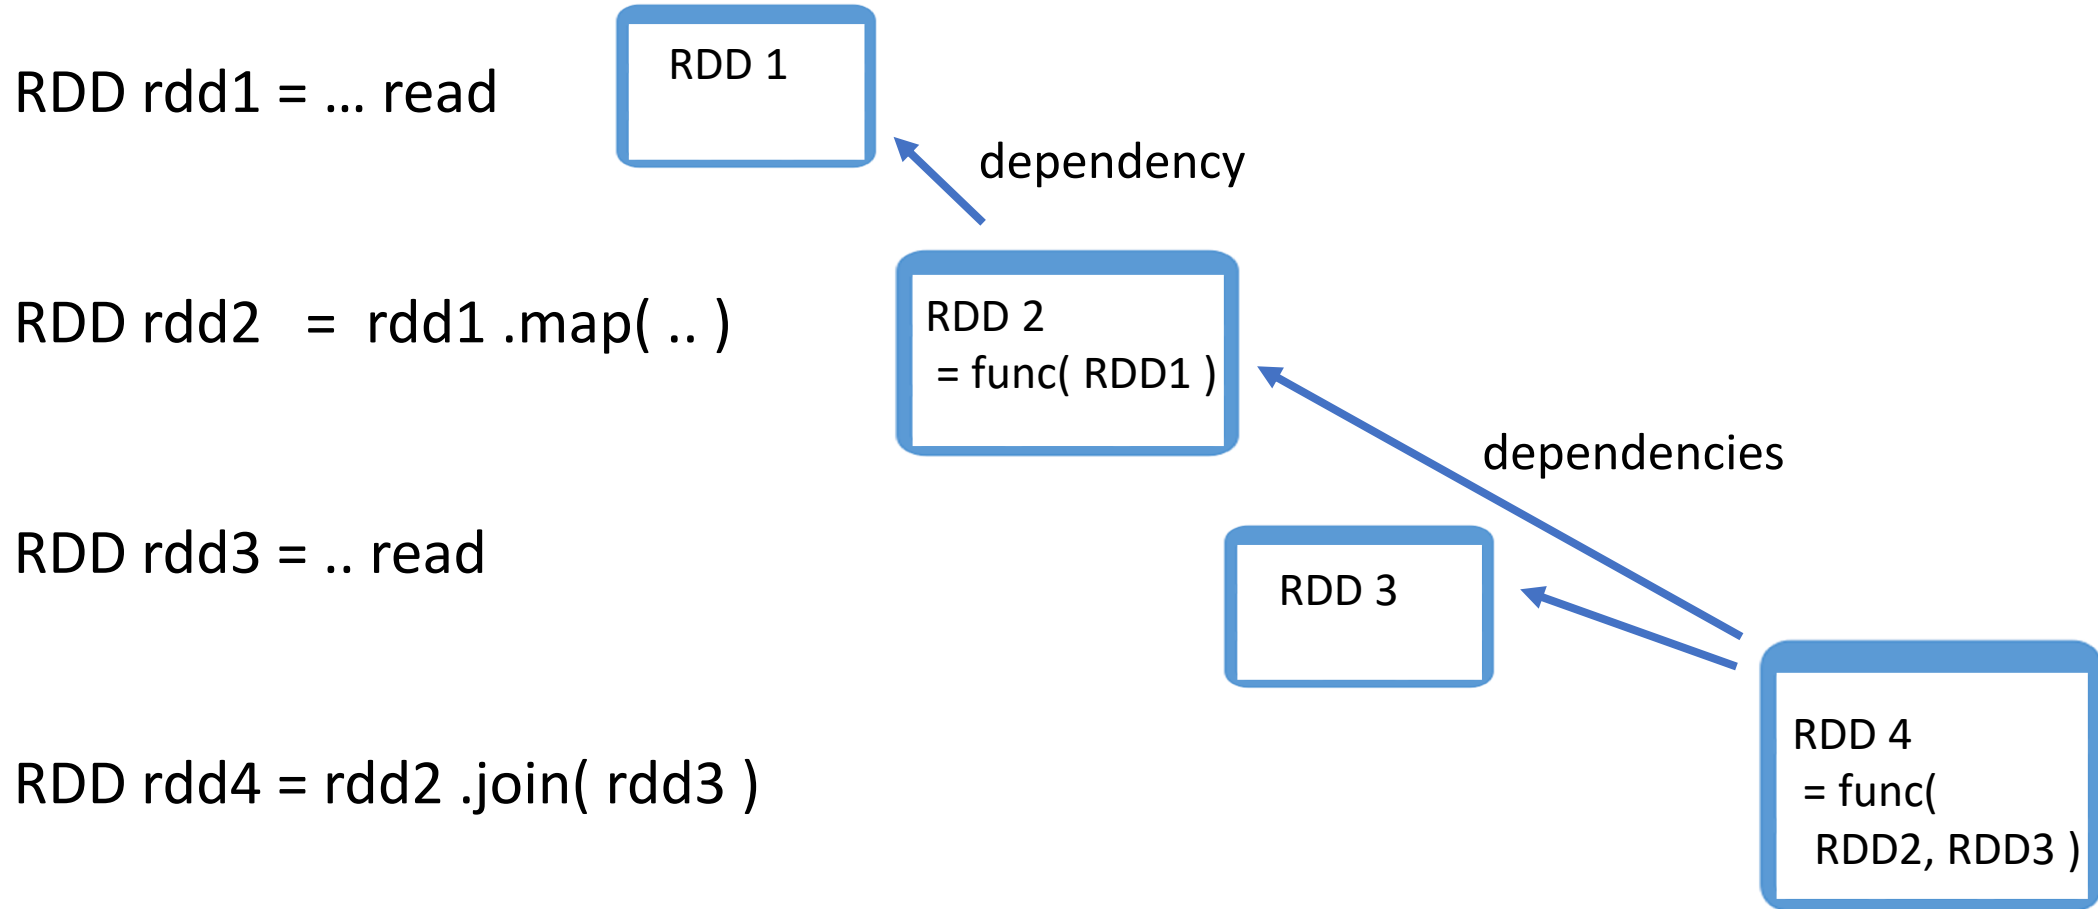 RDD 1
RDD rdd1 = ... read
dependency
RDD rdd2   =  rdd1 .map( .. )
RDD 2
= func( RDD1 )
dependencies
RDD rdd3 = .. read
RDD 3
RDD rdd4 = rdd2 .join( rdd3 )
RDD 4
= func(
RDD2, RDD3 )